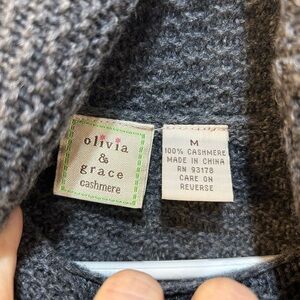 olivia
&
grace
cashmere
M
100% CASHMERE
MADE IN CHINA
RN 93178
CARE ON
REVERSE